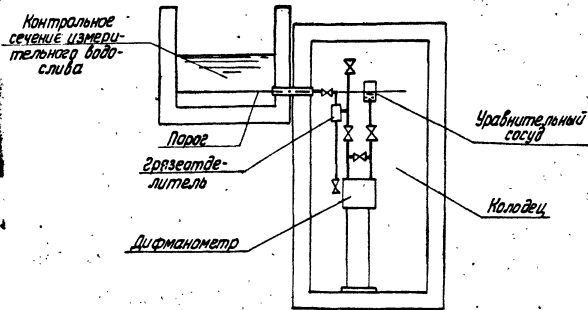 Контрольное
сечение измери-
тельного водо-
слива
Порог
Грязеотде-
литель
Дифманометр
Уравнительный
сосуд
Колодец